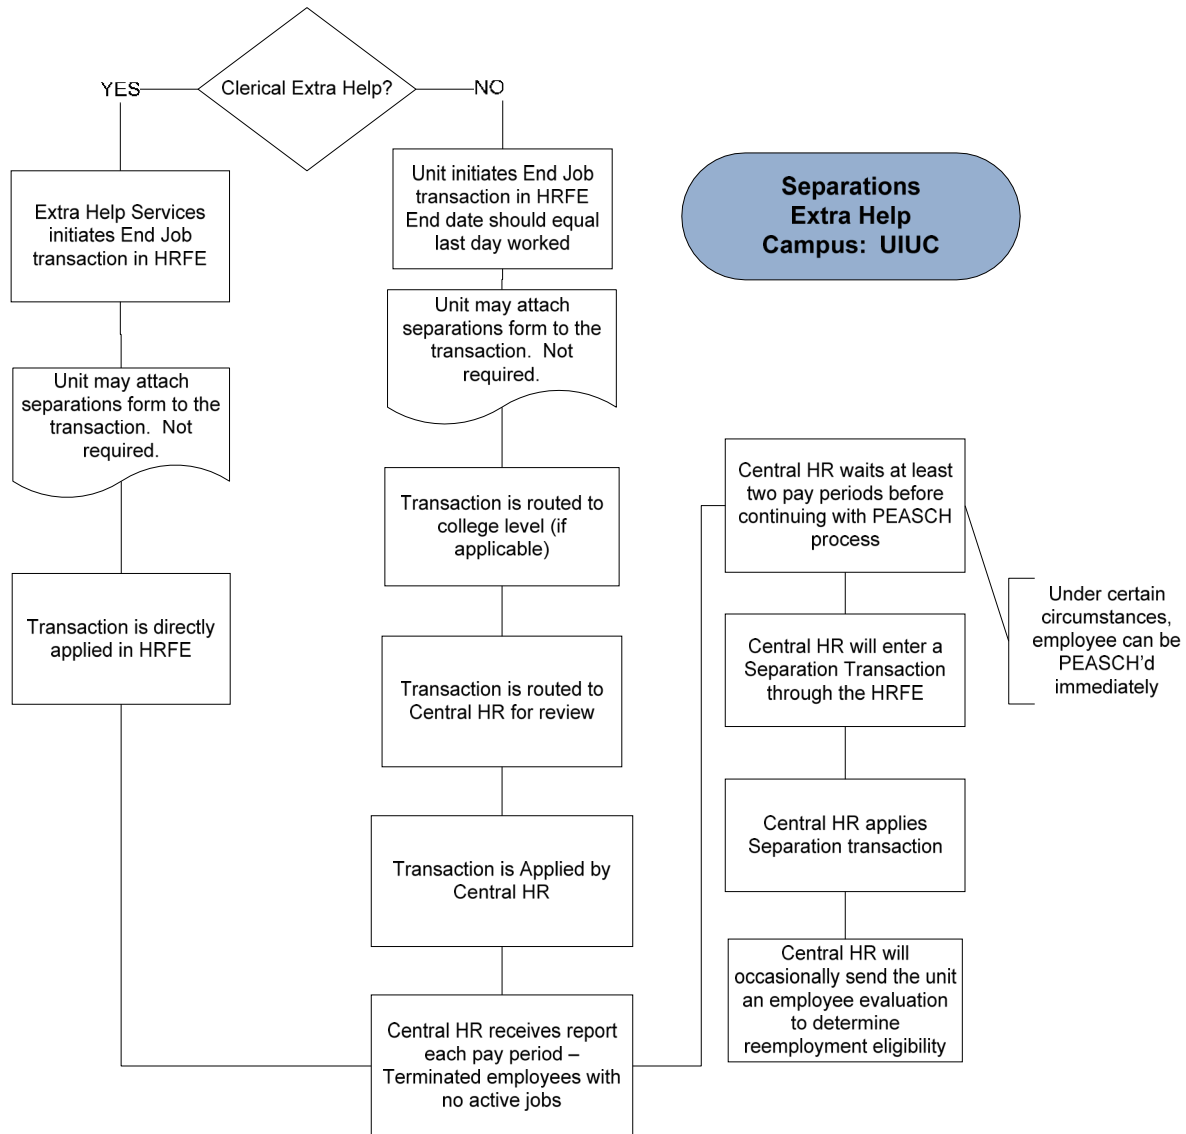 Clerical Extra Help?
YES
NO
Extra Help Services
initiates End Job
transaction in HRFE
Unit may attach
separations form to the
transaction.  Not
required.
Transaction is directly
applied in HRFE
Unit initiates End Job
transaction in HRFE
End date should equal
last day worked
Unit may attach
separations form to the
transaction.  Not
required.
Transaction is routed to
college level (if
applicable)
Transaction is routed to
Central HR for review
Transaction is Applied by
Central HR
Central HR receives report
each pay period –
Terminated employees with
no active jobs
Separations
Extra Help
Campus:  UIUC
Central HR waits at least
two pay periods before
continuing with PEASCH
process
Under certain
circumstances,
employee can be
PEASCH’d
immediately
Central HR will enter a
Separation Transaction
through the HRFE
Central HR applies
Separation transaction
Central HR will
occasionally send the unit
an employee evaluation
to determine
reemployment eligibility